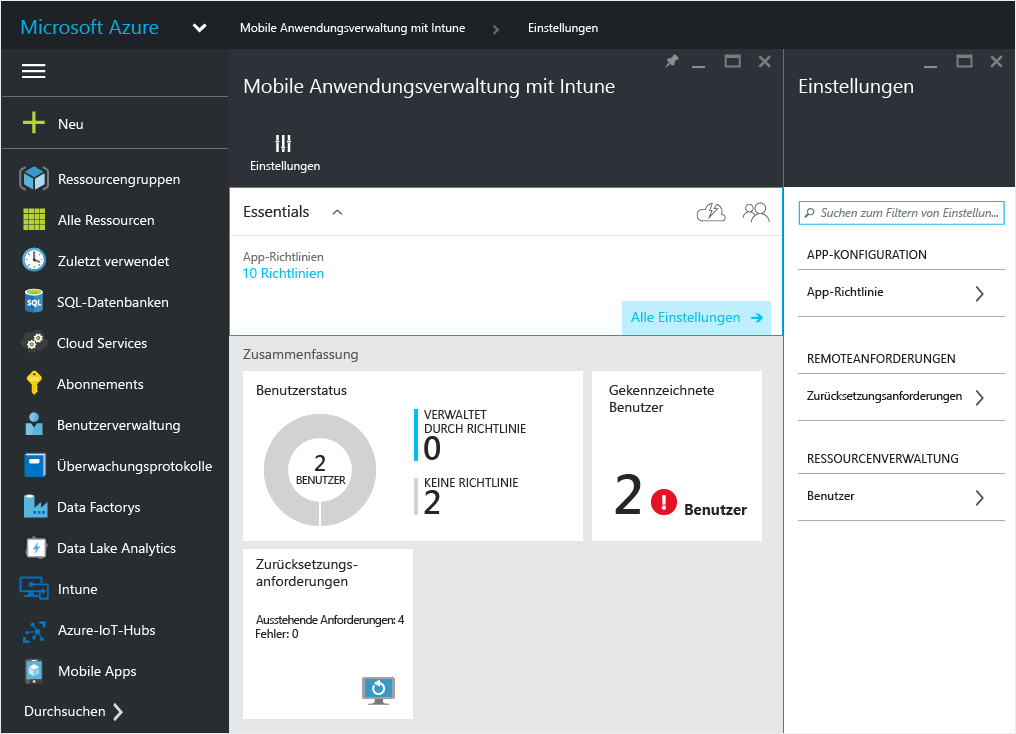 Microsoft Azure
Mobile Anwendungsverwaltung mit Intune
Einstellungen
Neu
Ressourcengruppen
Alle Ressourcen
Zuletzt verwendet
SQL
SQL-Datenbanken
Cloud Services
Abonnements
Benutzerverwaltung
Überwachungsprotokolle
Data Factorys
Data Lake Analytics
Intune
Azure-IoT-Hubs
Mobile Apps
Durchsuchen
Mobile Anwendungsverwaltung mit Intune
Einstellungen
Essentials
App-Richtlinien
10 Richtlinien
Alle Einstellungen
Zusammenfassung
Benutzerstatus
2
BENUTZER
VERWALTET
DURCH RICHTLINIE
0
KEINE RICHTLINIE
2
Gekennzeichnete
Benutzer
2 ! Benutzer
Zurücksetzungs-
anforderungen
Ausstehende Anforderungen: 4
Fehler: 0
Einstellungen
Suchen zum Filtern von Einstellun...
APP-KONFIGURATION
App-Richtlinie
REMOTEANFORDERUNGEN
Zurücksetzungsanforderungen
RESSOURCENVERWALTUNG
Benutzer